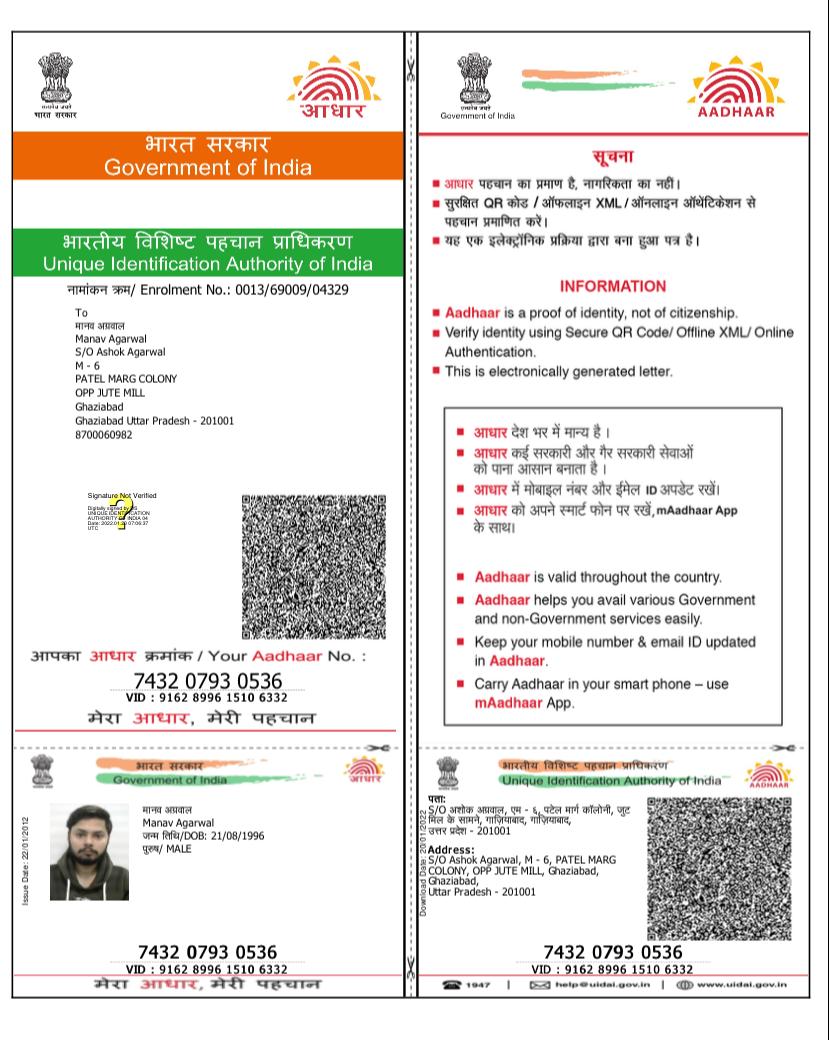 सत्यमेव जयते
भारत सरकार
आधार
भारत सरकार
Government of India
भारतीय विशिष्ट पहचान प्राधिकरण
Unique Identification Authority of India
नामांकन क्रम/ Enrolment No.: 0013/69009/04329
To
मानव अग्रवाल
Manav Agarwal
S/O Ashok Agarwal
M - 6
PATEL MARG COLONY
OPP JUTE MILL
Ghaziabad
Ghaziabad Uttar Pradesh - 201001
8700060982
Signature Not Verified
Digitally signed by DS
UNIQUE IDENTIFICATION
AUTHORITY OF INDIA 04
Date: 2022.01.20 07:06:37
UTC
आपका आधार क्रमांक / Your Aadhaar No. :
7432 0793 0536
VID : 9162 8996 1510 6332
मेरा आधार, मेरी पहचान
भारत सरकार
Government of India
आधार
Issue Date: 22/01/2012
मानव अग्रवाल
Manav Agarwal
जन्म तिथि/DOB: 21/08/1996
पुरुष/ MALE
7432 0793 0536
VID : 9162 8996 1510 6332
मेरा आधार, मेरी पहचान
सत्यमेव जयते
Government of India
AADHAAR
सूचना
आधार पहचान का प्रमाण है, नागरिकता का नहीं।
सुरक्षित QR कोड / ऑफलाइन XML / ऑनलाइन ऑथेंटिकेशन से
पहचान प्रमाणित करें।
यह एक इलेक्ट्रॉनिक प्रक्रिया द्वारा बना हुआ पत्र है।
INFORMATION
Aadhaar is a proof of identity, not of citizenship.
Verify identity using Secure QR Code/ Offline XML/ Online
Authentication.
This is electronically generated letter.
आधार देश भर में मान्य है ।
आधार कई सरकारी और गैर सरकारी सेवाओं
को पाना आसान बनाता है ।
आधार में मोबाइल नंबर और ईमेल ID अपडेट रखें।
आधार को अपने स्मार्ट फोन पर रखें, mAadhaar App
के साथ।
Aadhaar is valid throughout the country.
Aadhaar helps you avail various Government
and non-Government services easily.
Keep your mobile number & email ID updated
in Aadhaar.
Carry Aadhaar in your smart phone – use
mAadhaar App.
भारतीय विशिष्ट पहचान प्राधिकरण
Unique Identification Authority of India
AADHAAR
Download Date: 20/01/2022
पता:
S/O अशोक अग्रवाल, एम - ६, पटेल मार्ग कॉलोनी, जुट
मिल के सामने, गाज़ियाबाद, गाज़ियाबाद,
उत्तर प्रदेश - 201001
Address:
S/O Ashok Agarwal, M - 6, PATEL MARG
COLONY, OPP JUTE MILL, Ghaziabad,
Ghaziabad,
Uttar Pradesh - 201001
7432 0793 0536
VID : 9162 8996 1510 6332
1947 | help@uidai.gov.in | www.uidai.gov.in